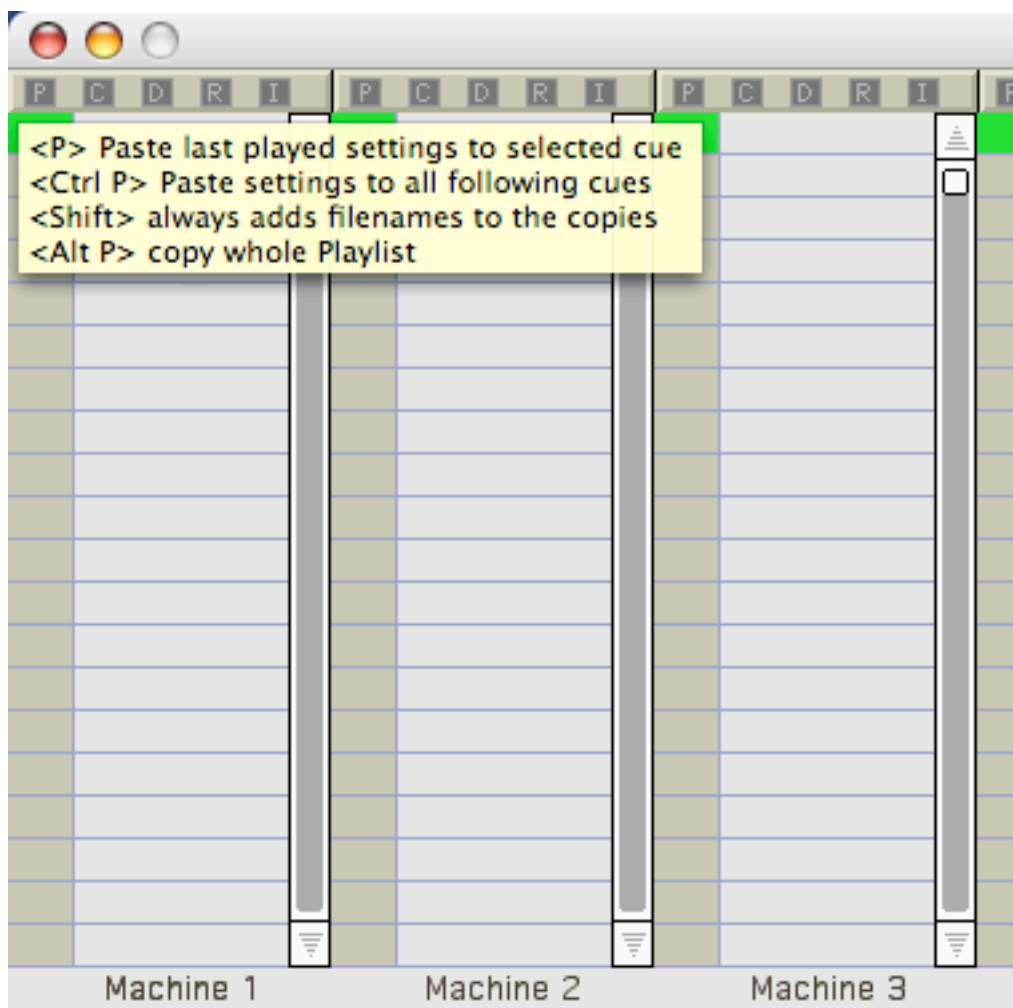 P C D R I P C D R I P C D R I
<P> Paste last played settings to selected cue
<Ctrl P> Paste settings to all following cues
<Shift> always adds filenames to the copies
<Alt P> copy whole Playlist
Machine 1 Machine 2 Machine 3